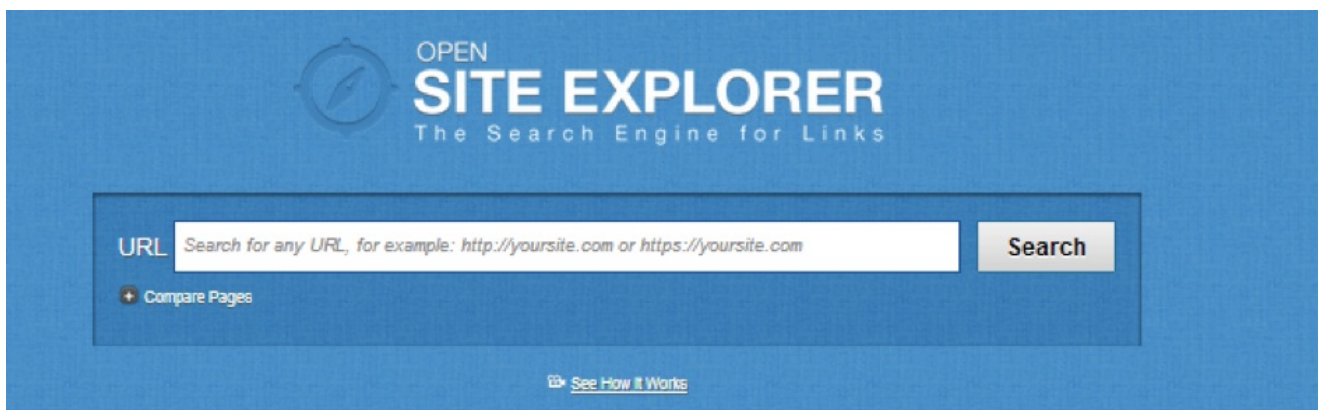 OPEN
SITE EXPLORER
The Search Engine for Links
URL Search for any URL, for example: http://yoursite.com or https://yoursite.com Search
Compare Pages
See How It Works